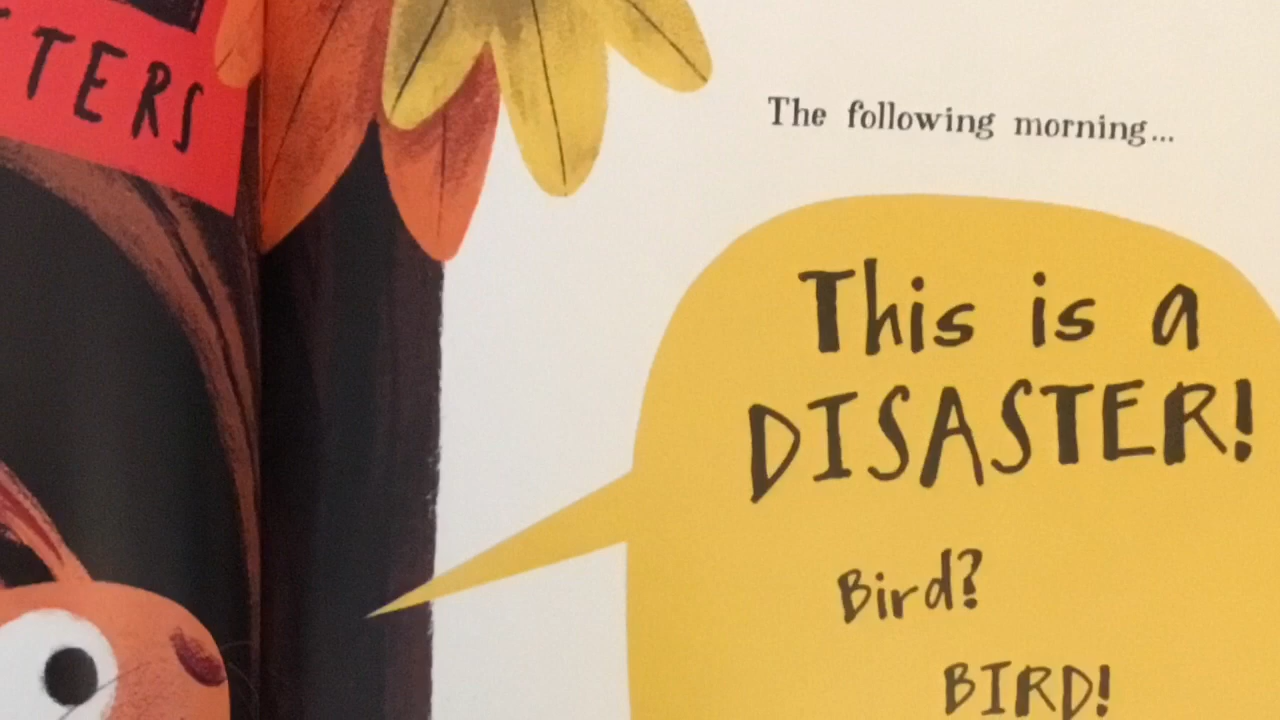 TERS
The following morning...
This is a
DISASTER!
Bird?
BIRD!